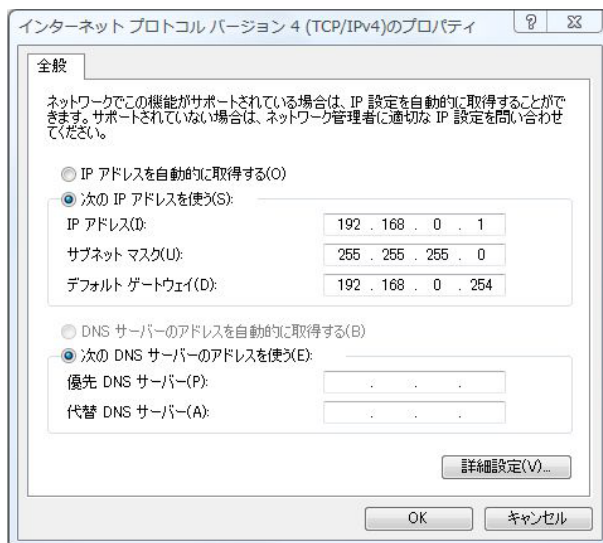 インターネット プロトコル バージョン 4 (TCP/IPv4)のプロパティ
全般
ネットワークでこの機能がサポートされている場合は、IP 設定を自動的に取得することがで
きます。サポートされていない場合は、ネットワーク管理者に適切な IP 設定を問い合わせ
てください。
IP アドレスを自動的に取得する(O)
次の IP アドレスを使う(S):
IP アドレス(I): 192 . 168 . 0 . 1
サブネット マスク(U): 255 . 255 . 255 . 0
デフォルト ゲートウェイ(D): 192 . 168 . 0 . 254
DNS サーバーのアドレスを自動的に取得する(B)
次の DNS サーバーのアドレスを使う(E):
優先 DNS サーバー(P): . . .
代替 DNS サーバー(A): . . .
詳細設定(V)...
OK キャンセル